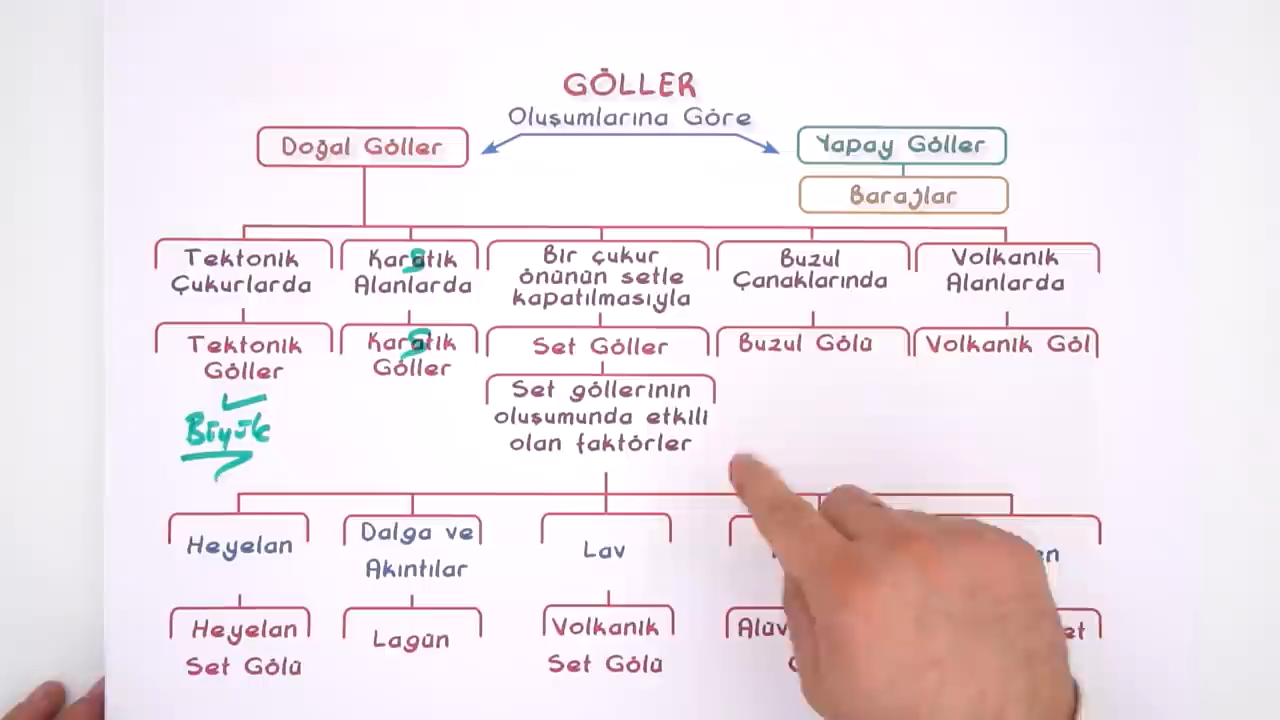 GÖLLER
Oluşumlarına Göre
Doğal Göller
Yapay Göller
Barajlar
Tektonik
Çukurlarda
Karstik
Alanlarda
Bir çukur
önünün setle
kapatılmasıyla
Buzul
Çanaklarında
Volkanik
Alanlarda
Tektonik
Göller
Karstik
Göller
Set Göller
Buzul Gölü
Volkanik Göl
Büyük
Set göllerinin
oluşumunda etkili
olan faktörler
Heyelan
Dalga ve
Akıntılar
Lav
Heyelan
Set Gölü
Lagün
Volkanik
Set Gölü